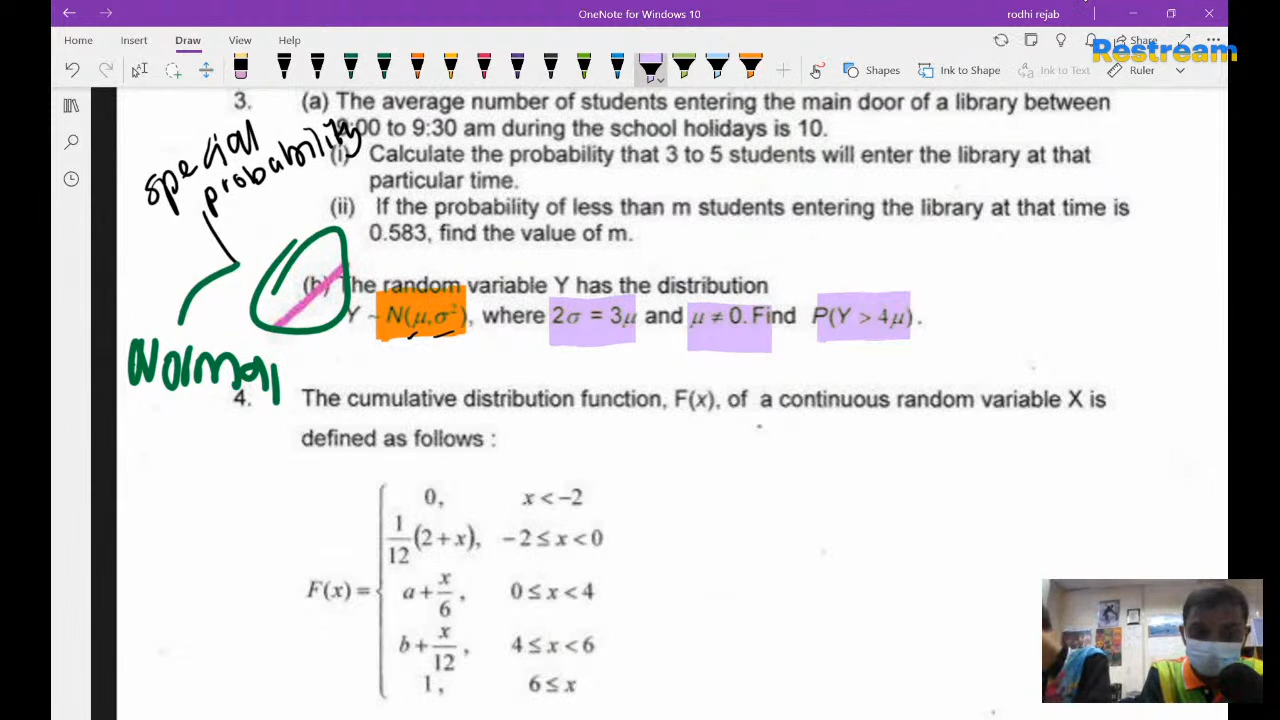 OneNote for Windows 10
rodhi rejab
Home Insert Draw View Help
Share
Restream
Shapes Ink to Shape Ink to Text Ruler
3. (a) The average number of students entering the main door of a library between
9:00 to 9:30 am during the school holidays is 10.
(i) Calculate the probability that 3 to 5 students will enter the library at that
particular time.
(ii) If the probability of less than m students entering the library at that time is
0.583, find the value of m.
special
probability
(b) The random variable Y has the distribution
Y ~ N(μ,σ²), where 2σ = 3μ and μ ≠ 0. Find P(Y > 4μ).
Normal
4. The cumulative distribution function, F(x), of a continuous random variable X is
defined as follows :
0, x < −2
1/12 (2 + x), − 2 ≤ x < 0
F(x) = a + x/6 , 0 ≤ x < 4
b + x/12 , 4 ≤ x < 6
1, 6 ≤ x